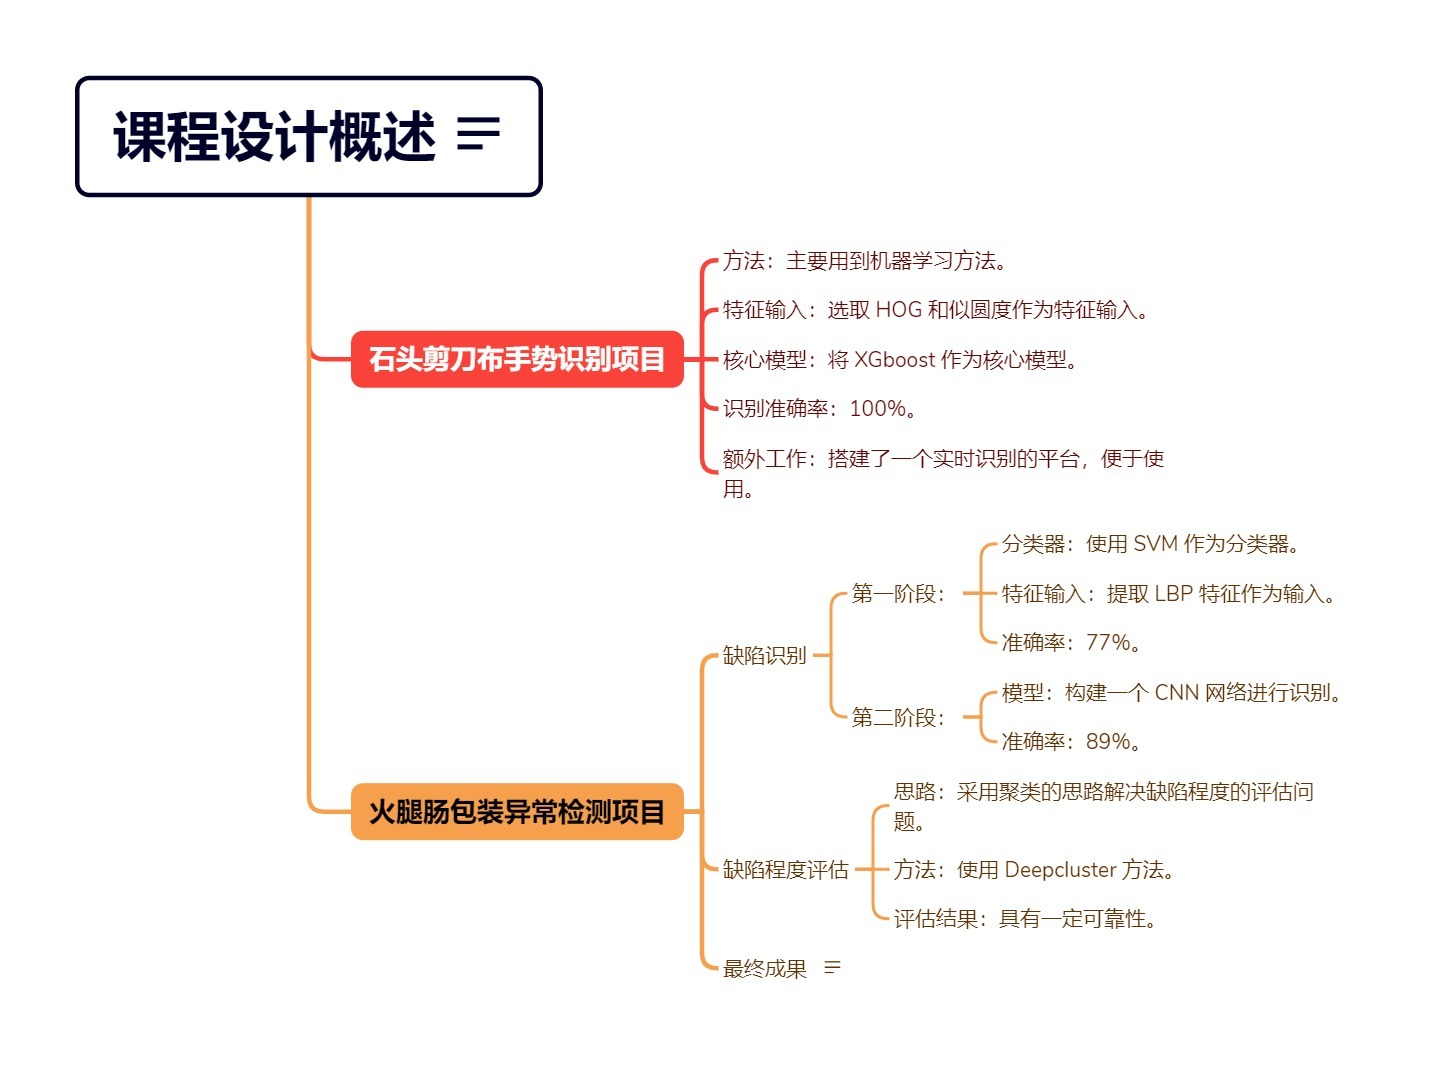 课程设计概述
石头剪刀布手势识别项目
方法：主要用到机器学习方法。
特征输入：选取 HOG 和似圆度作为特征输入。
核心模型：将 XGboost 作为核心模型。
识别准确率：100%。
额外工作：搭建了一个实时识别的平台，便于使
用。
火腿肠包装异常检测项目
缺陷识别
第一阶段：
分类器：使用 SVM 作为分类器。
特征输入：提取 LBP 特征作为输入。
准确率：77%。
第二阶段：
模型：构建一个 CNN 网络进行识别。
准确率：89%。
缺陷程度评估
思路：采用聚类的思路解决缺陷程度的评估问
题。
方法：使用 Deepcluster 方法。
评估结果：具有一定可靠性。
最终成果